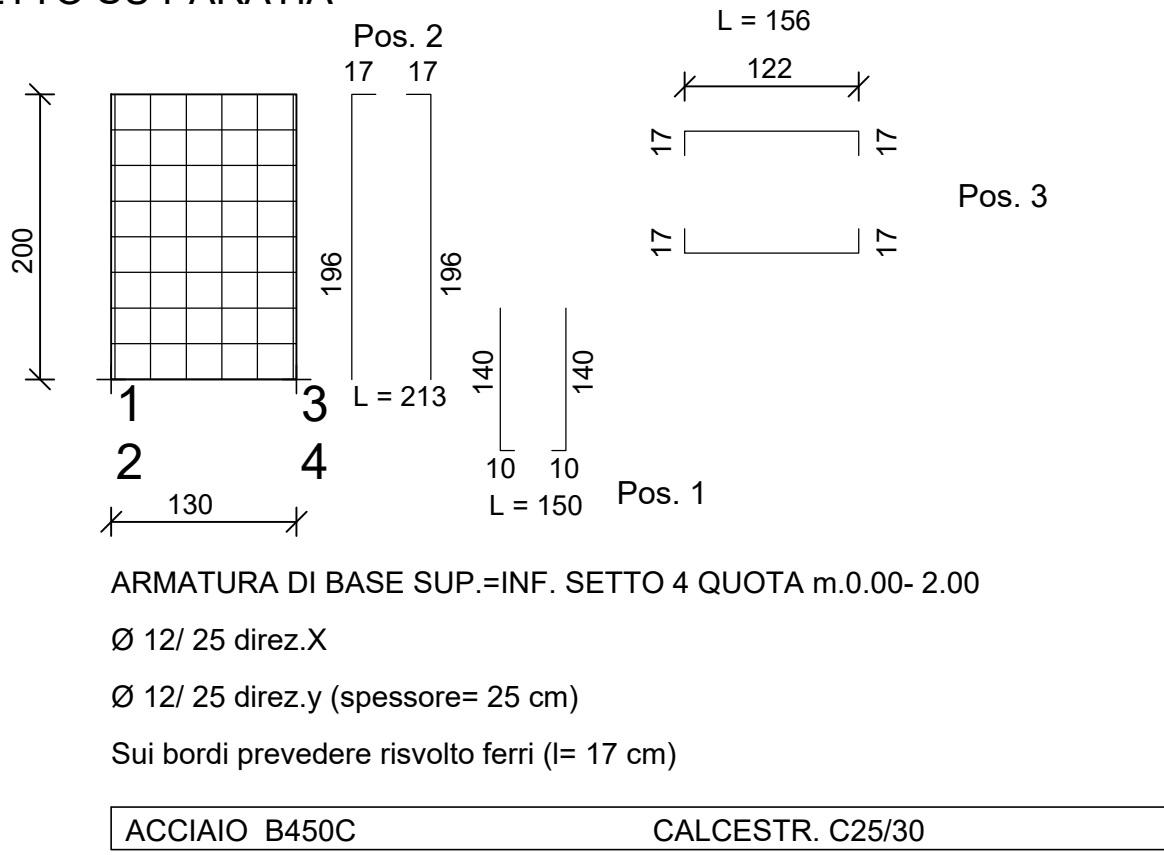 L = 156
Pos. 2
17 17
122
17 17
Pos. 3
17 17
200
196 196
140 140
1 3
L = 213
2 4
10 10
L = 150
Pos. 1
130
ARMATURA DI BASE SUP.=INF. SETTO 4 QUOTA m.0.00- 2.00
Ø 12/ 25 direz.X
Ø 12/ 25 direz.y (spessore= 25 cm)
Sui bordi prevedere risvolto ferri (l= 17 cm)
ACCIAIO B450C CALCESTR. C25/30